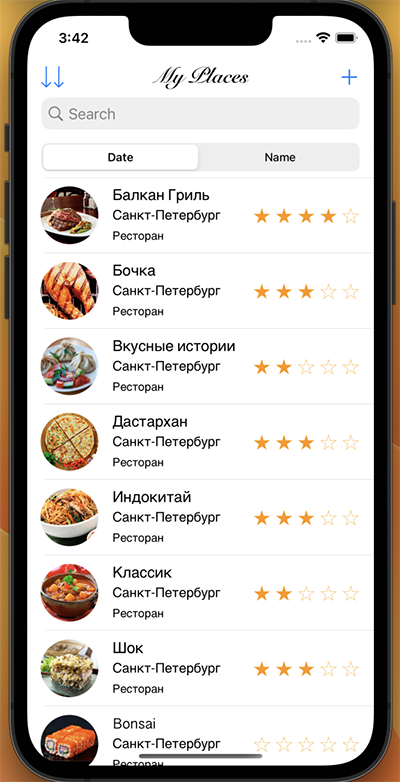 3:42
My Places
Search
Date Name
Балкан Гриль
Санкт-Петербург
Ресторан
Бочка
Санкт-Петербург
Ресторан
Вкусные истории
Санкт-Петербург
Ресторан
Дастархан
Санкт-Петербург
Ресторан
Индокитай
Санкт-Петербург
Ресторан
Классик
Санкт-Петербург
Ресторан
Шок
Санкт-Петербург
Ресторан
Bonsai
Санкт-Петербург